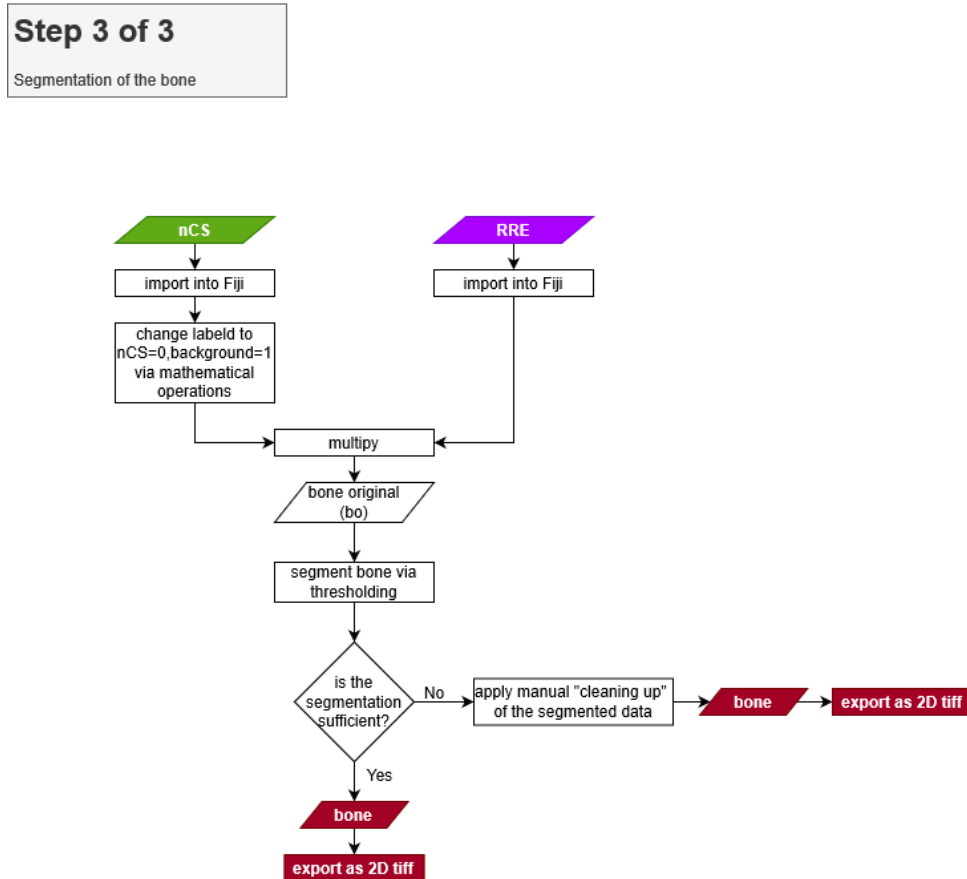 Step 3 of 3
Segmentation of the bone
nCS
RRE
import into Fiji
import into Fiji
change labeld to
nCS=0,background=1
via mathematical
operations
multipy
bone original
(bo)
segment bone via
thresholding
is the
segmentation
sufficient?
No
apply manual "cleaning up"
of the segmented data
bone
export as 2D tiff
Yes
bone
export as 2D tiff